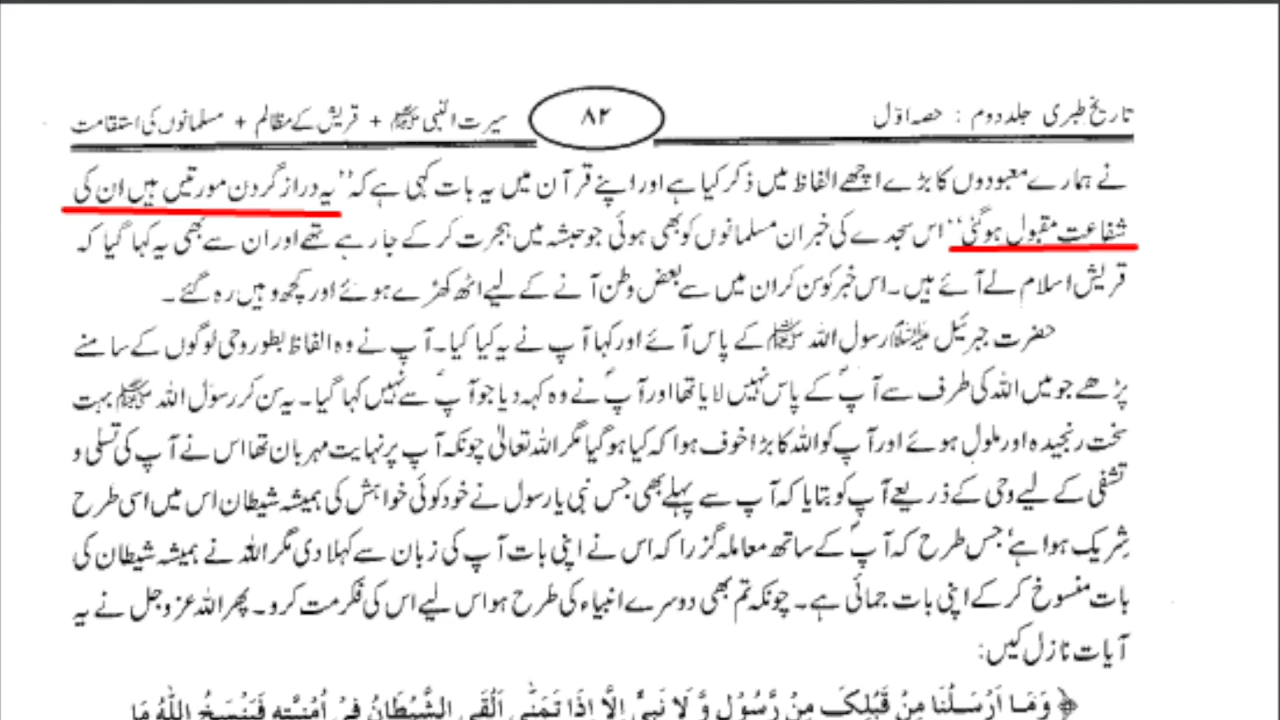 تاریخ طبری جلد دوم : حصہ اوّل
۸۲
سیرت النبی ﷺ + قریش کے مظالم + مسلمانوں کی استقامت
نے ہمارے معبودوں کا بڑے اچھے الفاظ میں ذکر کیا ہے اور اپنے قرآن میں یہ بات کہی ہے کہ ’’یہ دراز گردن مورتیں ہیں ان کی
شفاعت مقبول ہوگئی‘‘ اس سجدے کی خبر ان مسلمانوں کو بھی ہوئی جو حبشہ میں ہجرت کر کے جا رہے تھے اور ان سے بھی یہ کہا گیا کہ
قریش اسلام لے آئے ہیں۔ اس خبر کو سن کر ان میں سے بعض وطن آنے کے لیے اٹھ کھڑے ہوئے اور کچھ وہیں رہ گئے۔
حضرت جبرئیل علیہ السلام رسول اللہ ﷺ کے پاس آئے اور کہا آپ نے یہ کیا کیا۔ آپ نے وہ الفاظ بطور وحی لوگوں کے سامنے
پڑھے جو میں اللہ کی طرف سے آپؐ کے پاس نہیں لایا تھا اور آپؐ نے وہ کہہ دیا جو آپؐ سے نہیں کہا گیا۔ یہ سن کر رسول اللہ ﷺ بہت
سخت رنجیدہ اور ملول ہوئے اور آپ کو اللہ کا بڑا خوف ہوا کہ کیا ہو گیا مگر اللہ تعالیٰ چونکہ آپ پر نہایت مہربان تھا اس نے آپ کی تسلی و
تشفی کے لیے وحی کے ذریعے آپ کو بتایا کہ آپ سے پہلے بھی جس نبی یا رسول نے خود کوئی خواہش کی ہمیشہ شیطان اس میں اسی طرح
شریک ہوا ہے‘ جس طرح کہ آپؐ کے ساتھ معاملہ گزرا کہ اس نے اپنی بات آپ کی زبان سے کہلا دی مگر اللہ نے ہمیشہ شیطان کی
بات منسوخ کر کے اپنی بات جمائی ہے۔ چونکہ تم بھی دوسرے انبیاء کی طرح ہو اس لیے اس کی فکر مت کرو۔ پھر اللہ عز و جل نے یہ
آیات نازل کیں:
﴿ وَمَا اَرْسَلْنَا مِنْ قَبْلِکَ مِنْ رَّسُوْلٍ وَّ لَا نَبِیٍّ اِلَّا اِذَا تَمَنّٰی اَلْقَی الشَّیْطَانُ فِیْ اُمْنِیَّتِهٖ فَیَنْسَخُ اللّٰهُ مَا